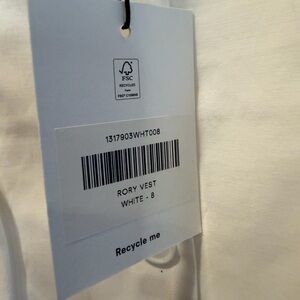 FSC
RECYCLED
1317903WHT008
RORY VEST
WHITE - 8
Recycle me